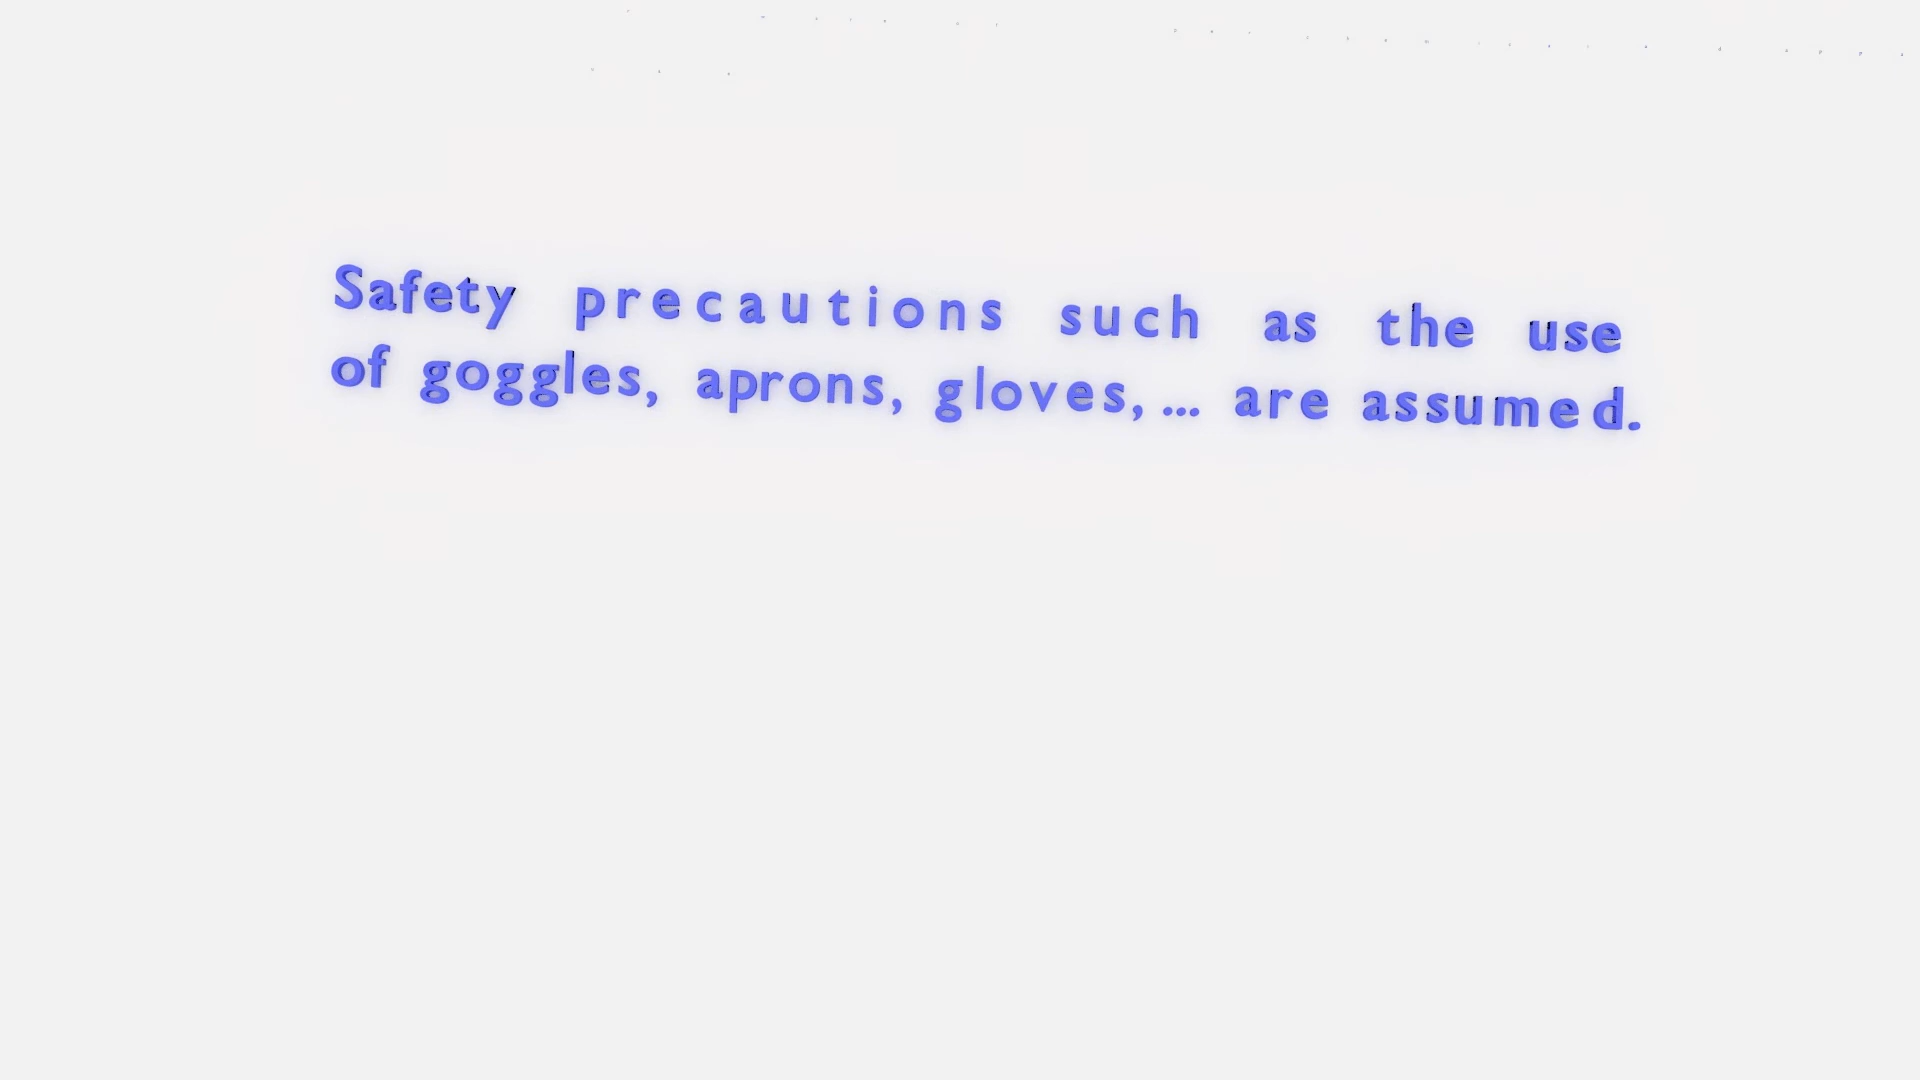 Safety precautions such as the use
of goggles, aprons, gloves, ... are assumed.